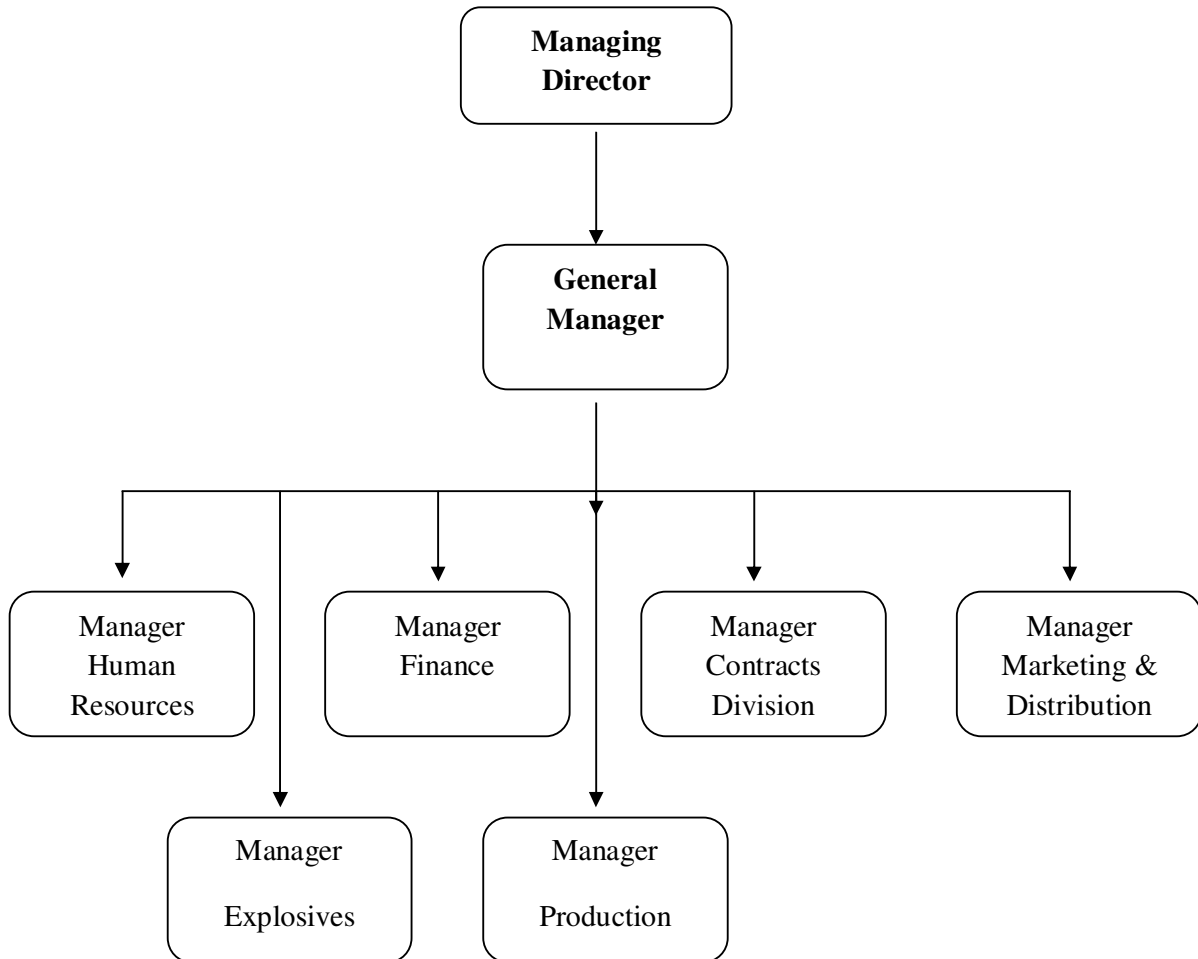 Managing
Director
General
Manager
Manager
Human
Resources
Manager
Finance
Manager
Contracts
Division
Manager
Marketing &
Distribution
Manager
Explosives
Manager
Production